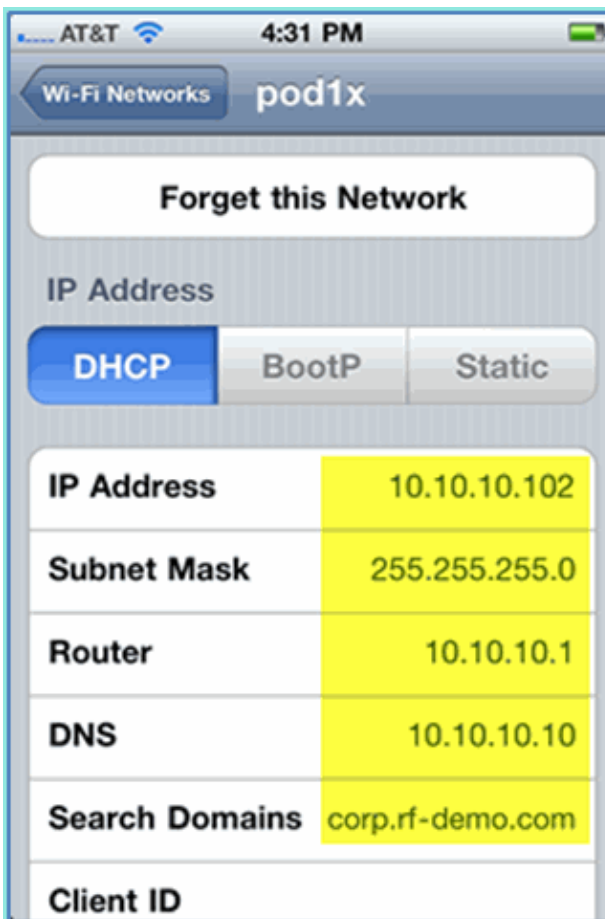 AT&T 4:31 PM
Wi-Fi Networks pod1x
Forget this Network
IP Address
DHCP BootP Static
IP Address 10.10.10.102
Subnet Mask 255.255.255.0
Router 10.10.10.1
DNS 10.10.10.10
Search Domains corp.rf-demo.com
Client ID